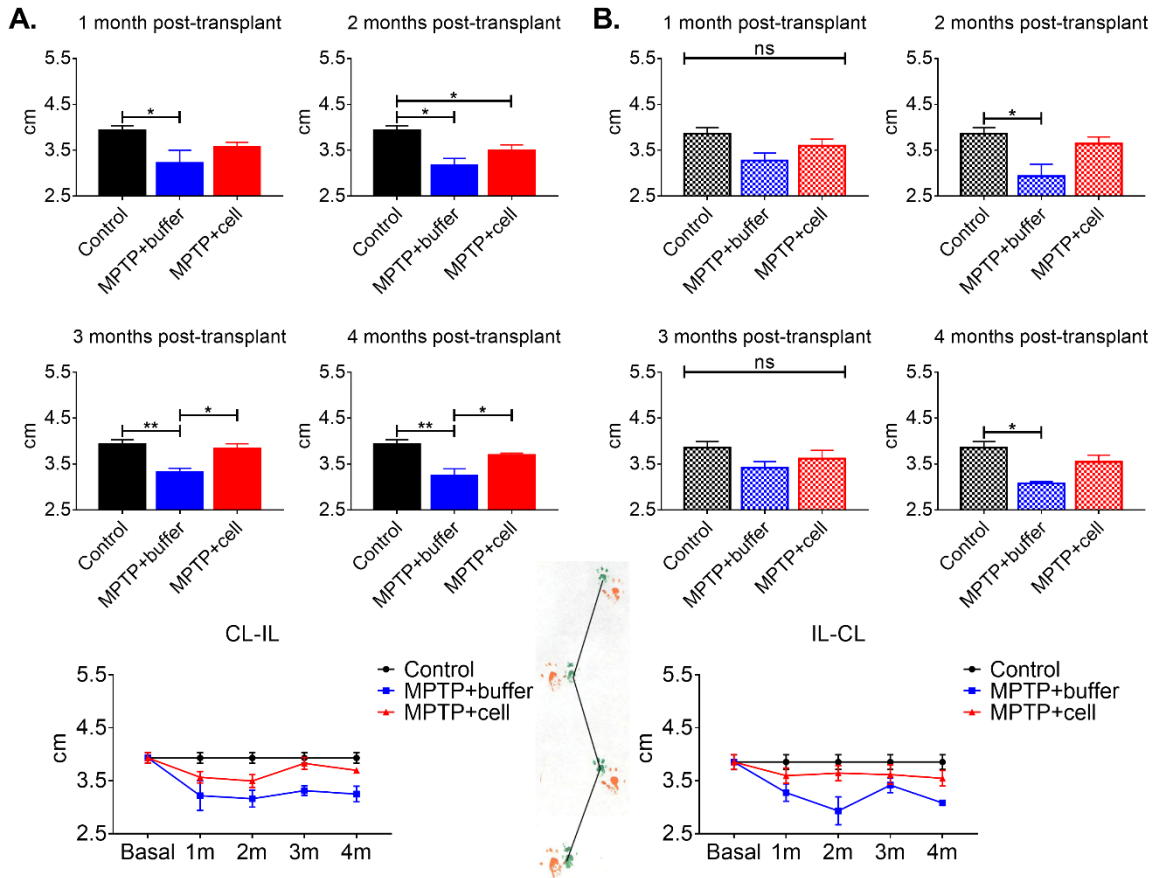 A.
1 month post-transplant
5.5
4.5
3.5
2.5
cm
*
Control
MPTP+buffer
MPTP+cell
2 months post-transplant
5.5
4.5
3.5
2.5
cm
*
*
Control
MPTP+buffer
MPTP+cell
3 months post-transplant
5.5
4.5
3.5
2.5
cm
**
*
Control
MPTP+buffer
MPTP+cell
4 months post-transplant
5.5
4.5
3.5
2.5
cm
**
*
Control
MPTP+buffer
MPTP+cell
CL-IL
5.5
4.5
3.5
2.5
cm
Basal 1m 2m 3m 4m
Control
MPTP+buffer
MPTP+cell
B.
1 month post-transplant
5.5
4.5
3.5
2.5
cm
ns
Control
MPTP+buffer
MPTP+cell
2 months post-transplant
5.5
4.5
3.5
2.5
cm
*
Control
MPTP+buffer
MPTP+cell
3 months post-transplant
5.5
4.5
3.5
2.5
cm
ns
Control
MPTP+buffer
MPTP+cell
4 months post-transplant
5.5
4.5
3.5
2.5
cm
*
Control
MPTP+buffer
MPTP+cell
IL-CL
5.5
4.5
3.5
2.5
cm
Basal 1m 2m 3m 4m
Control
MPTP+buffer
MPTP+cell